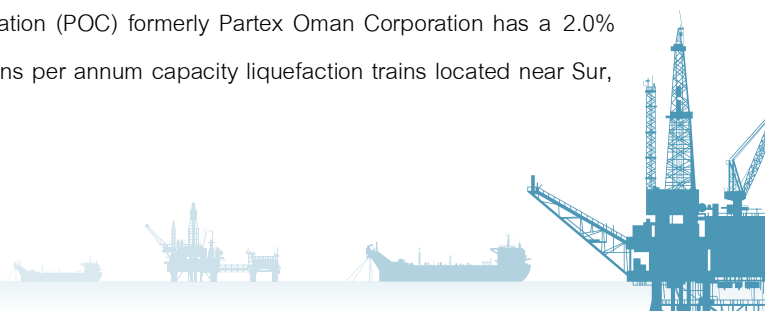 ation (POC) formerly Partex Oman Corporation has a 2.0%
ns per annum capacity liquefaction trains located near Sur,